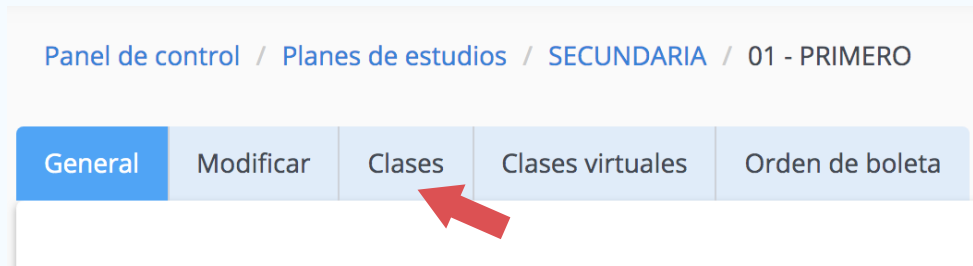 Panel de control / Planes de estudios / SECUNDARIA / 01 - PRIMERO
General Modificar Clases Clases virtuales Orden de boleta